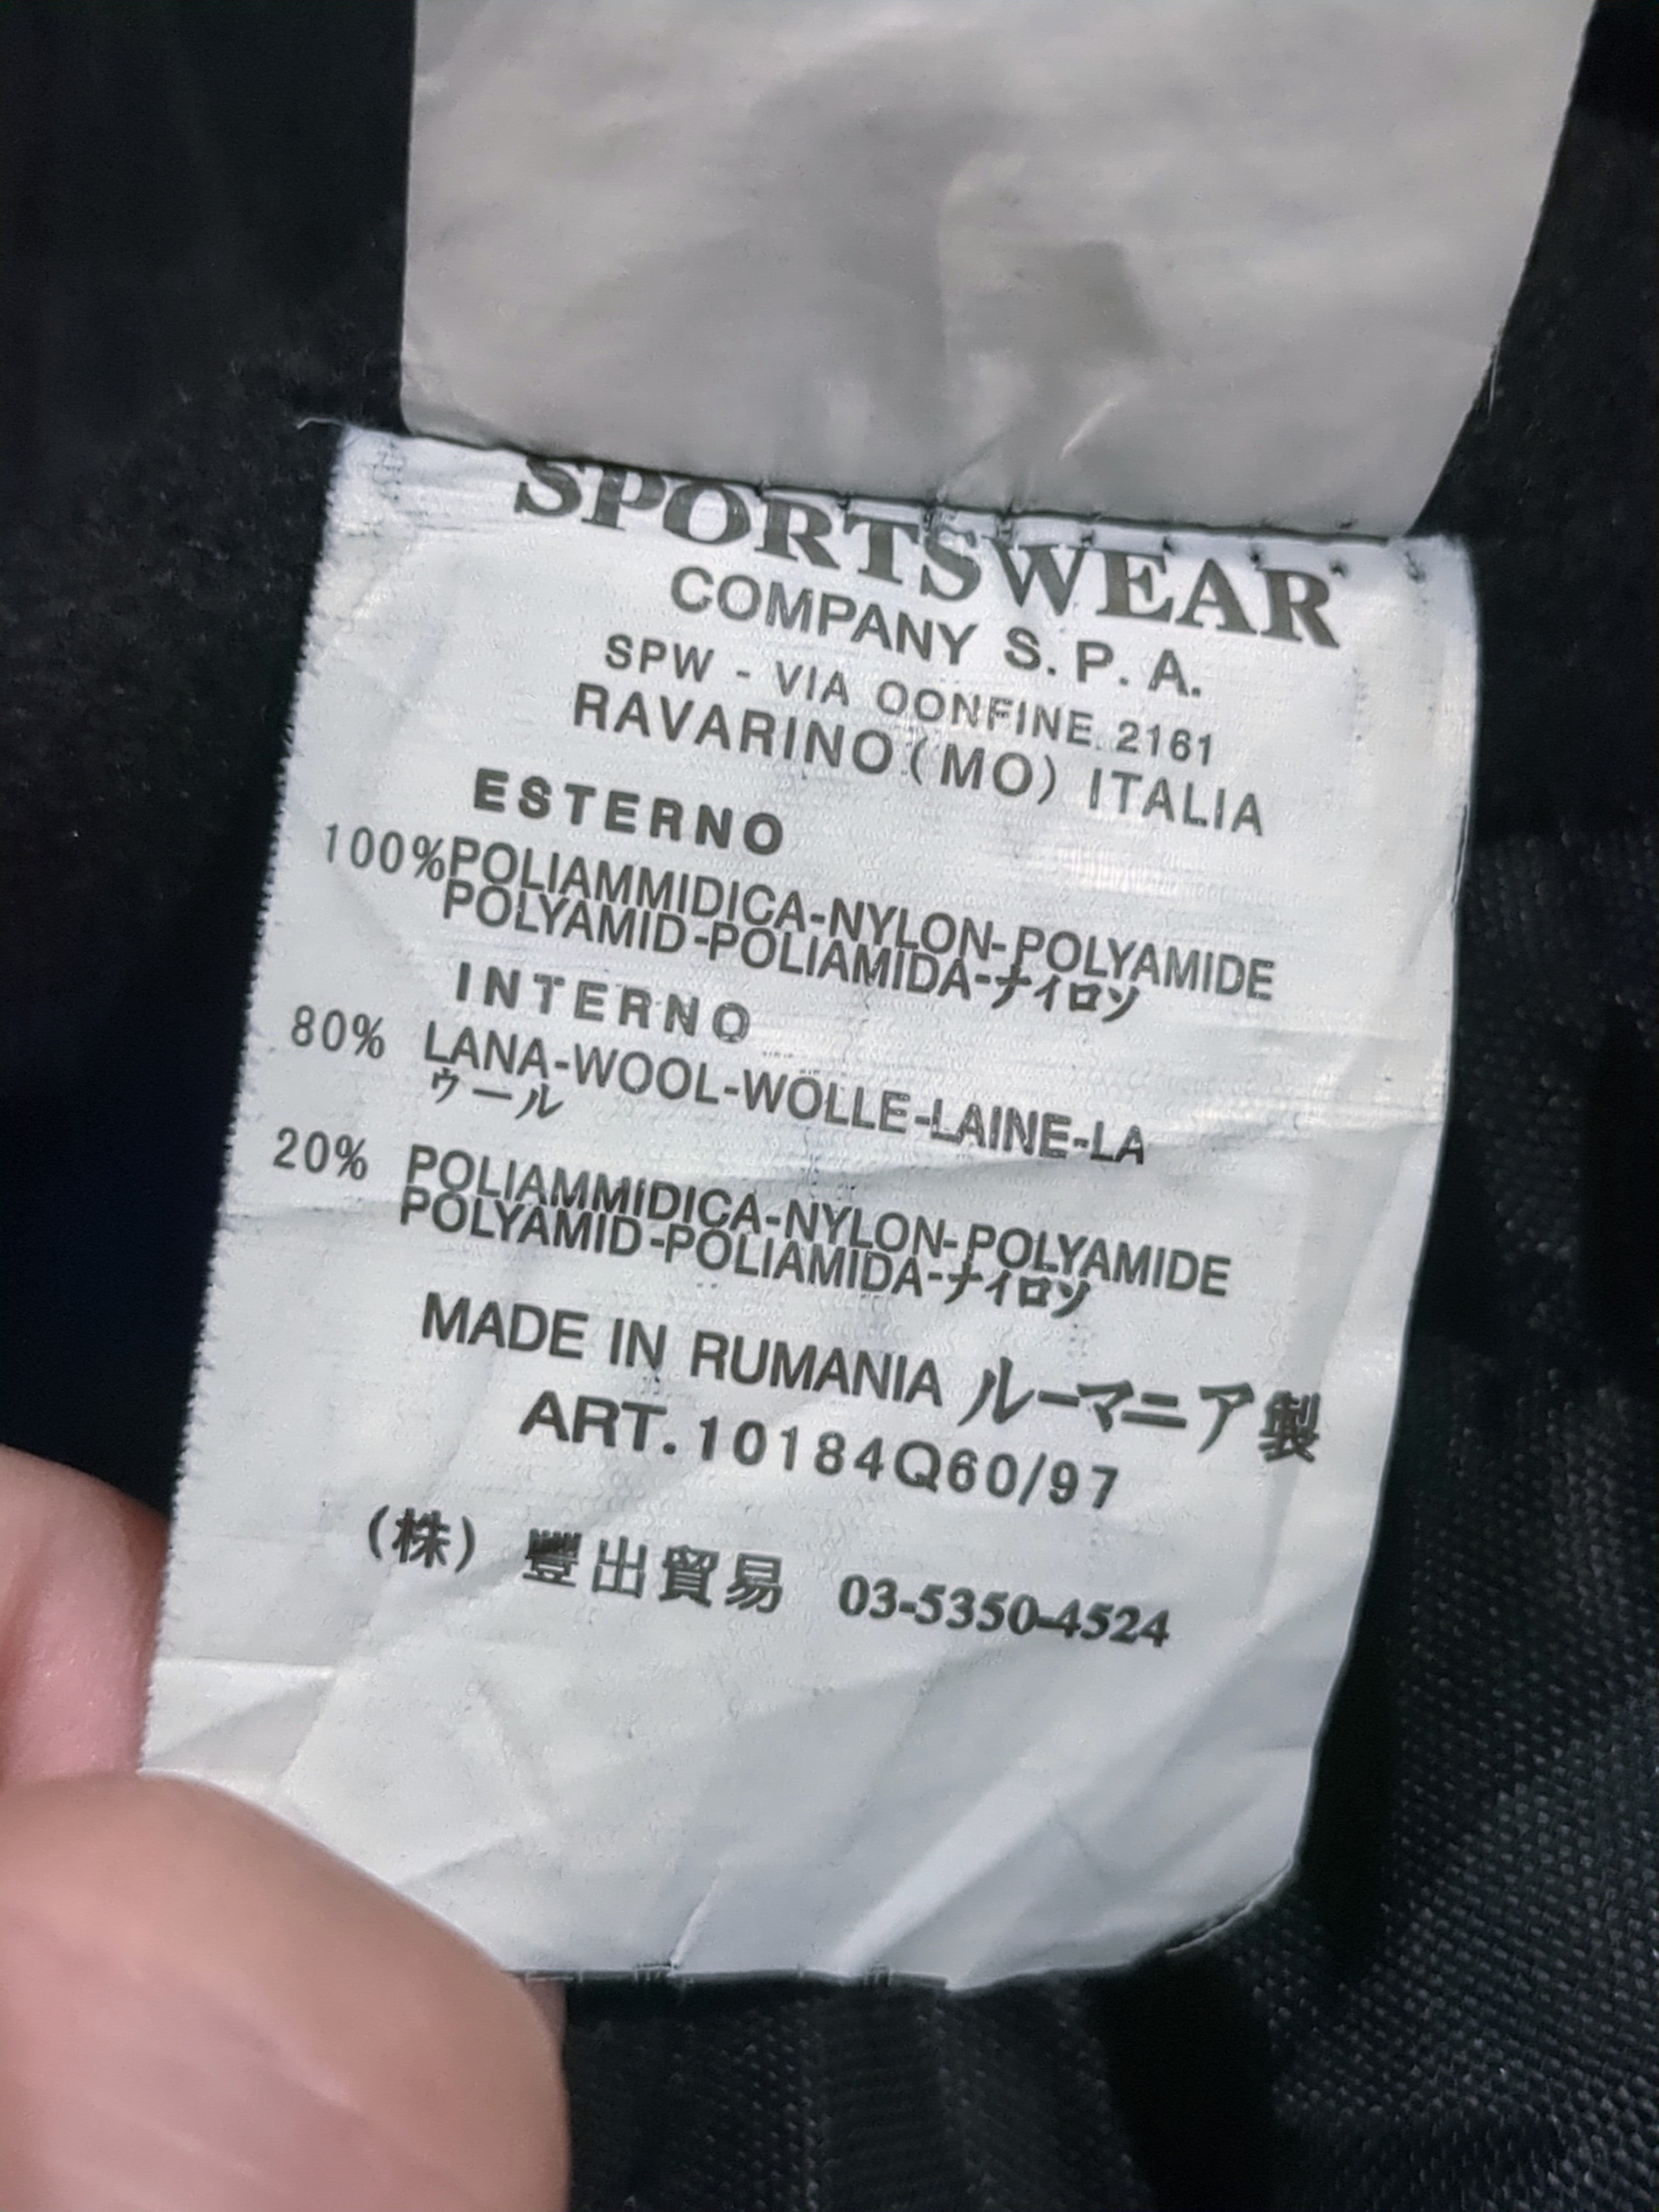 SPORTSWEAR
COMPANY S.P.A.
SPW - VIA OONFINE 2161
RAVARINO(MO) ITALIA
ESTERNO
100%POLIAMMIDICA-NYLON-POLYAMIDE
POLYAMID-POLIAMIDA-ナイロン
INTERNO
80% LANA-WOOL-WOLLE-LAINE-LA
ウール
20% POLIAMMIDICA-NYLON-POLYAMIDE
POLYAMID-POLIAMIDA-ナイロン
MADE IN RUMANIA ルーマニア製
ART.10184Q60/97
(株) 豐出貿易 03-5350-4524